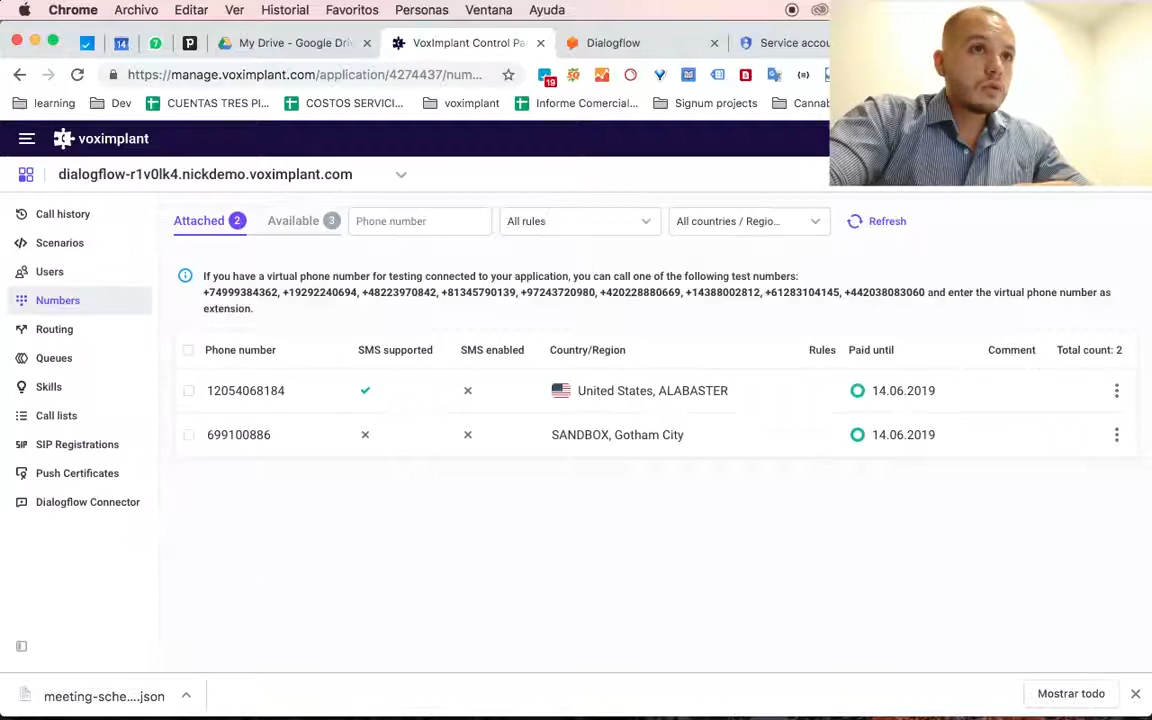 Chrome Archivo Editar Ver Historial Favoritos Personas Ventana Ayuda
14 P My Drive - Google Dri VoxImplant Control Pa Dialogflow Service accou
https://manage.voximplant.com/application/4274437/num... 19
learning Dev CUENTAS TRES PI... COSTOS SERVICI... voximplant Informe Comercial... Signum projects Cannab
voximplant
dialogflow-r1v0lk4.nickdemo.voximplant.com
Call history
Scenarios
Users
Numbers
Routing
Queues
Skills
Call lists
SIP SIP Registrations
Push Certificates
Dialogflow Connector
Attached 2 Available 3 Phone number All rules All countries / Regio... Refresh
If you have a virtual phone number for testing connected to your application, you can call one of the following test numbers:
+74999384362, +19292240694, +48223970842, +81345790139, +97243720980, +420228880669, +14388002812, +61283104145, +442038083060 and enter the virtual phone number as
extension.
Phone number SMS supported SMS enabled Country/Region Rules Paid until Comment Total count: 2
12054068184 United States, ALABASTER 14.06.2019
699100886 SANDBOX, Gotham City 14.06.2019
meeting-sche....json Mostrar todo